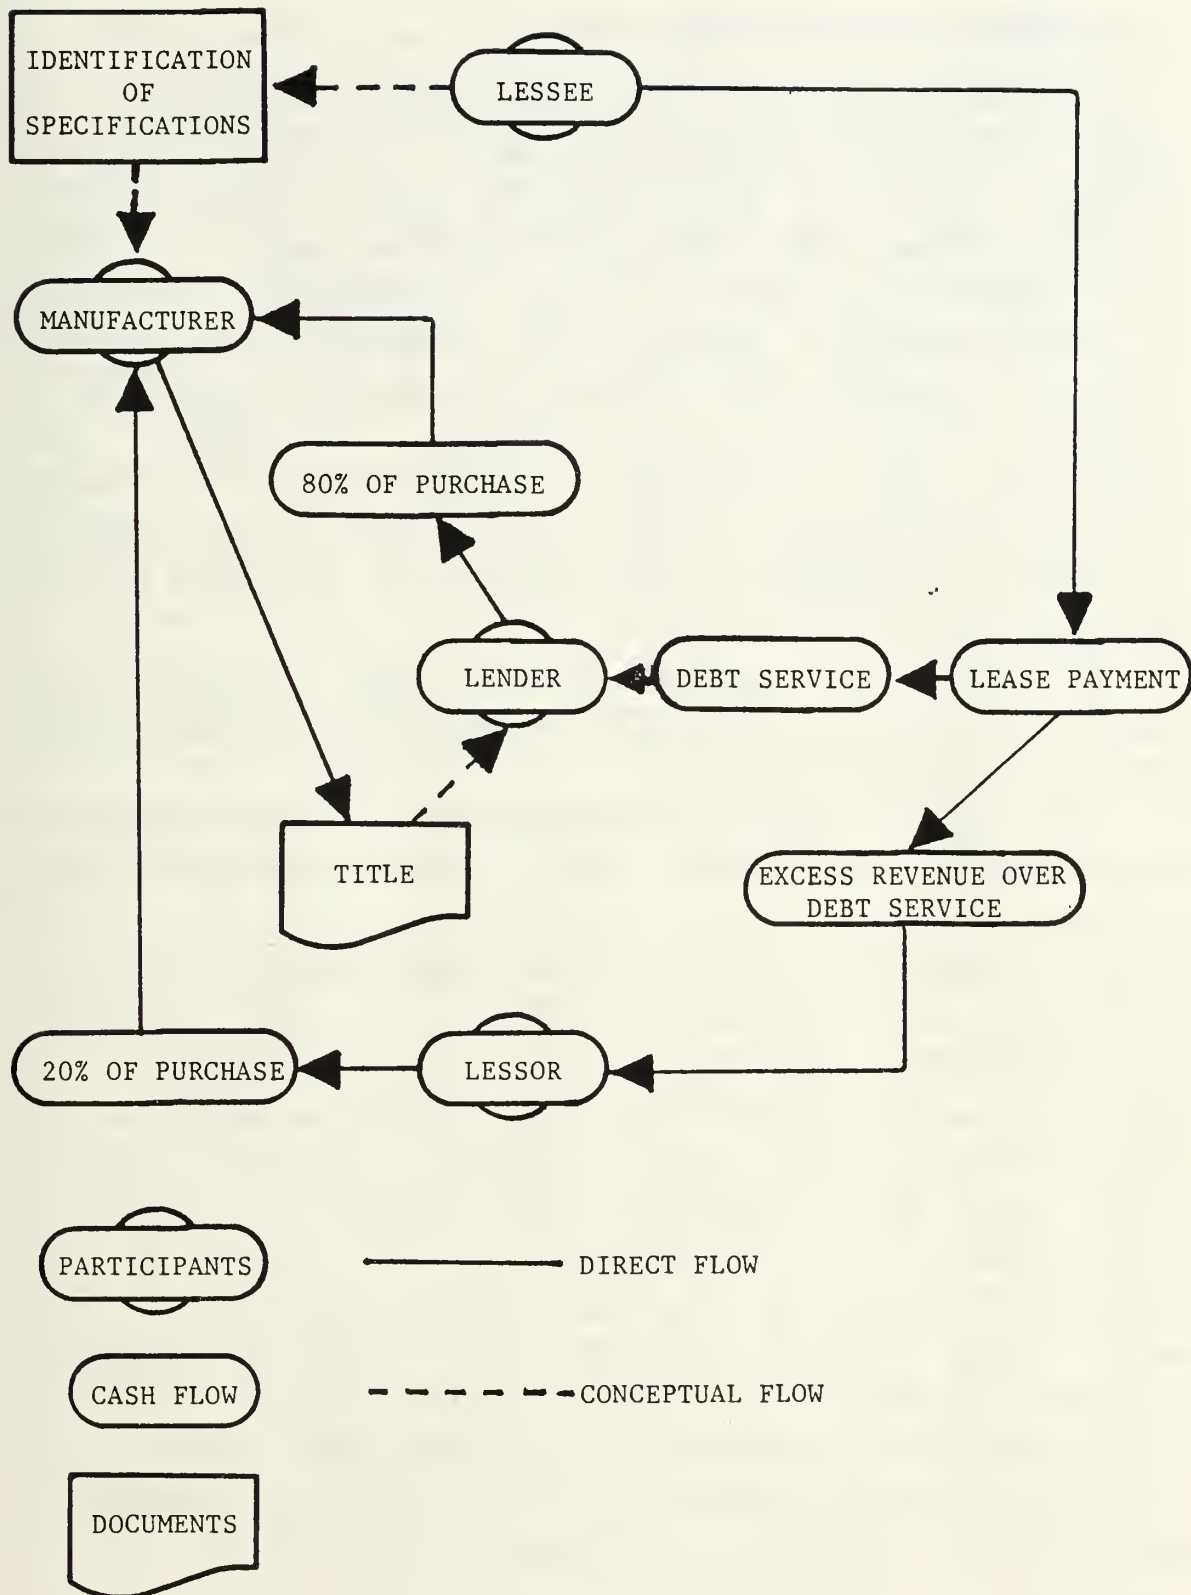 IDENTIFICATION
OF
SPECIFICATIONS
LESSEE
MANUFACTURER
80% OF PURCHASE
LENDER
DEBT SERVICE
LEASE PAYMENT
TITLE
EXCESS REVENUE OVER
DEBT SERVICE
20% OF PURCHASE
LESSOR
PARTICIPANTS
DIRECT FLOW
CASH FLOW
CONCEPTUAL FLOW
DOCUMENTS